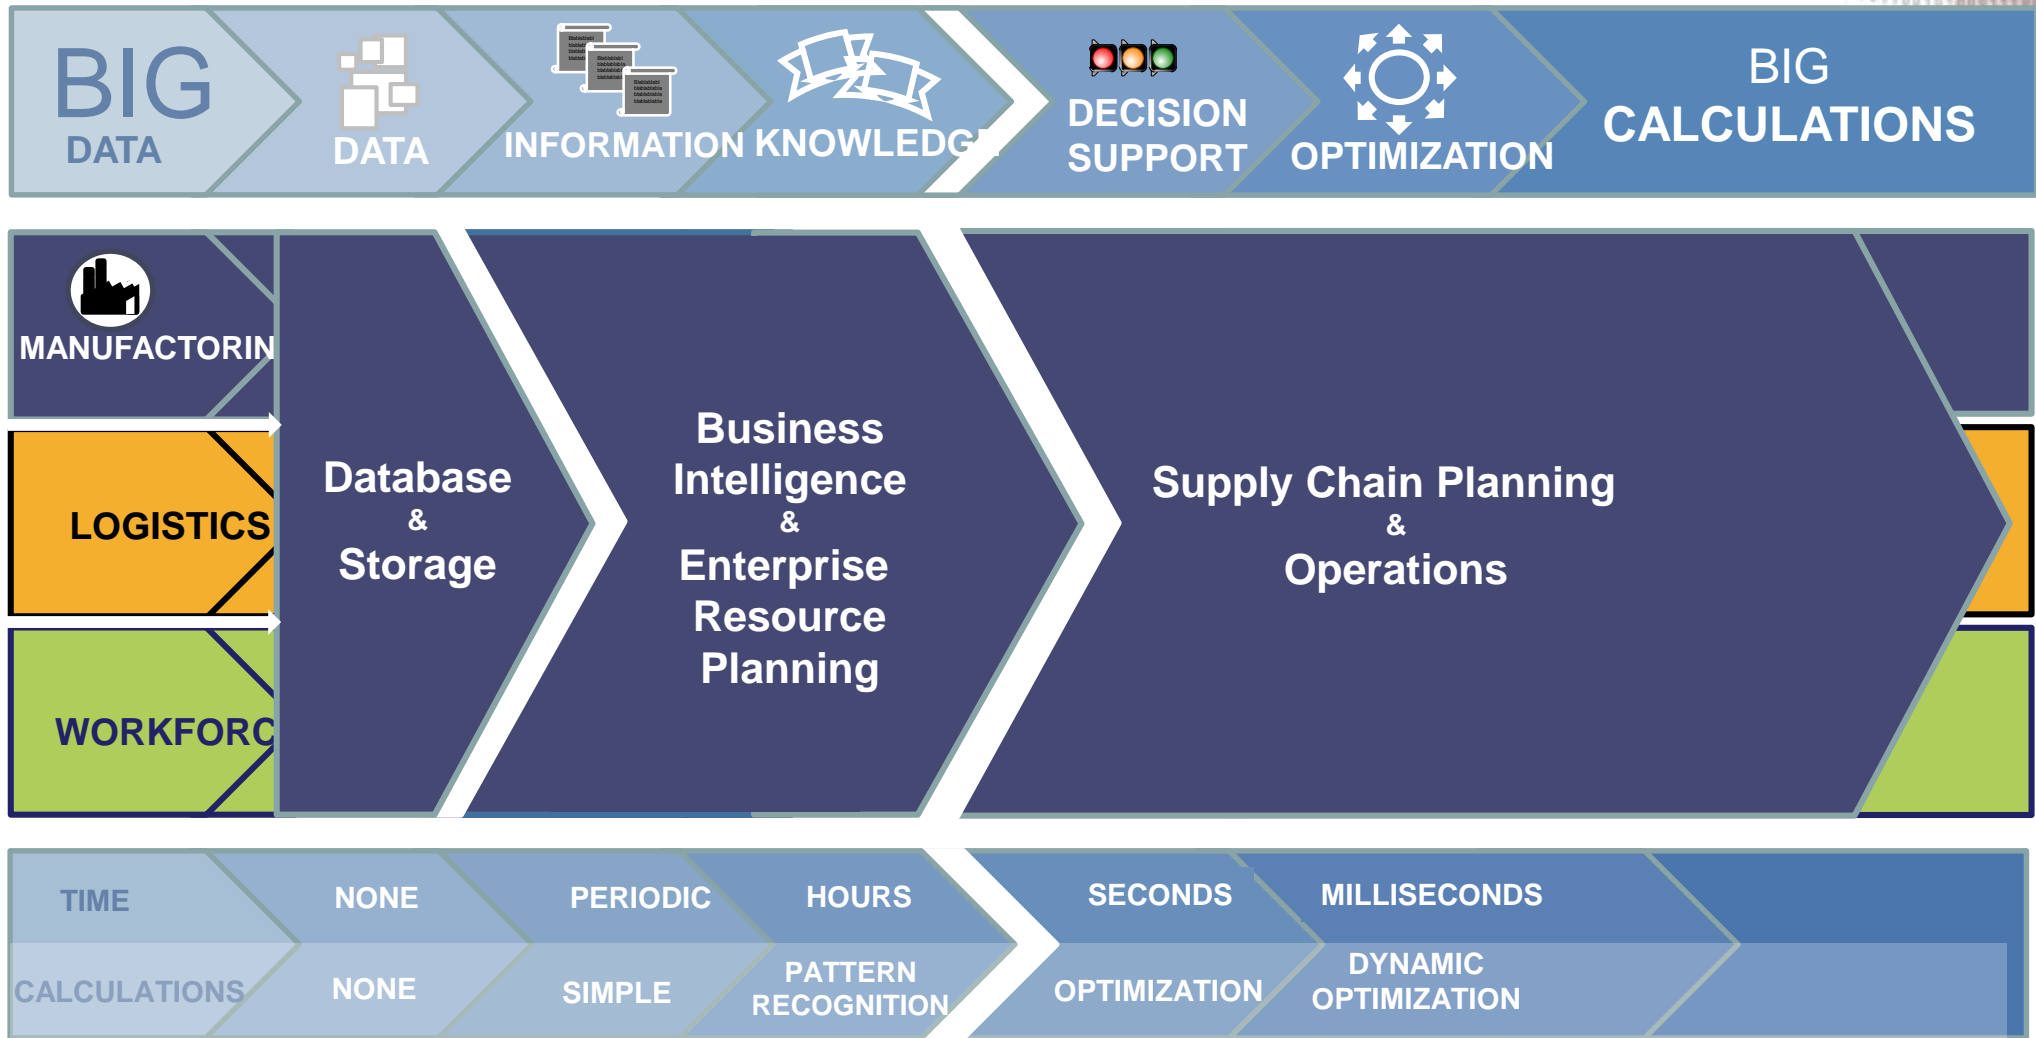 BIG
DATA
DATA
INFORMATION
KNOWLEDGE
DECISION
SUPPORT
OPTIMIZATION
BIG
CALCULATIONS
MANUFACTORIN
LOGISTICS
WORKFORC
Database
&
Storage
Business
Intelligence
&
Enterprise
Resource
Planning
Supply Chain Planning
&
Operations
TIME
NONE
PERIODIC
HOURS
SECONDS
MILLISECONDS
CALCULATIONS
NONE
SIMPLE
PATTERN
RECOGNITION
OPTIMIZATION
DYNAMIC
OPTIMIZATION